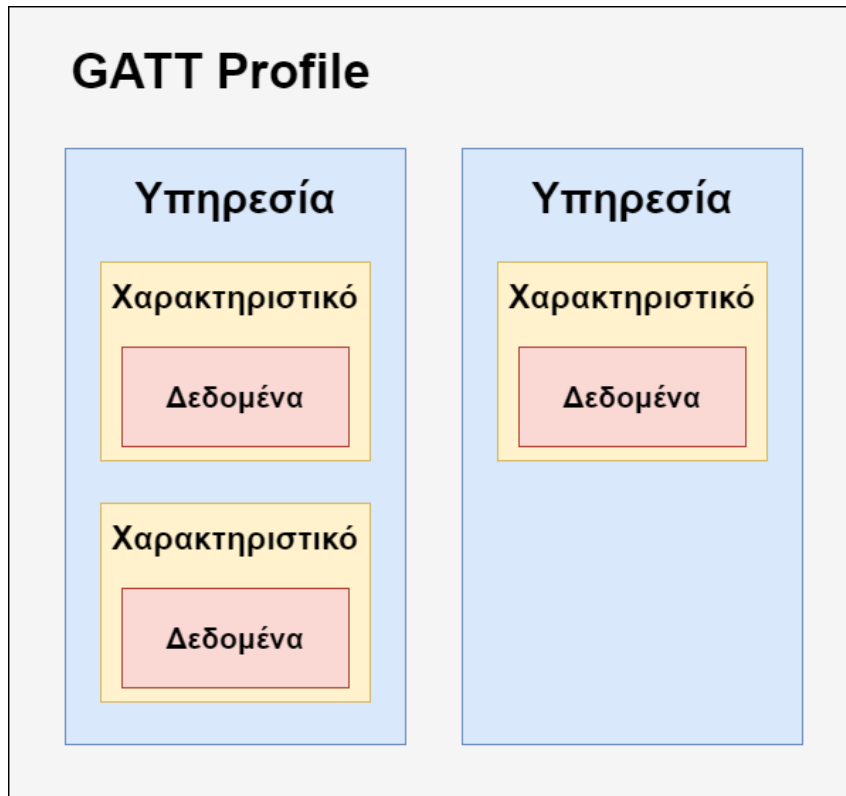 GATT Profile
Υπηρεσία
Χαρακτηριστικό
Δεδομένα
Χαρακτηριστικό
Δεδομένα
Υπηρεσία
Χαρακτηριστικό
Δεδομένα